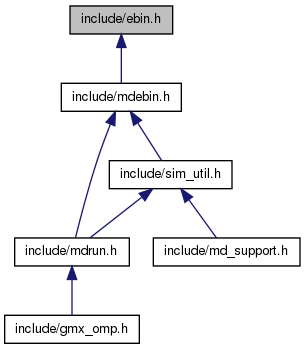 include/ebin.h
include/mdebin.h
include/sim_util.h
include/mdrun.h
include/md_support.h
include/gmx_omp.h